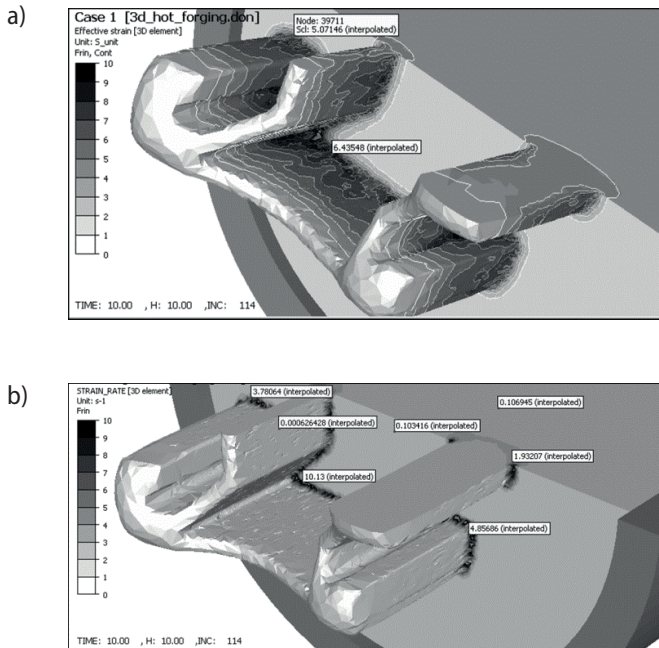 a)
Case 1 [3d_hot_forging.don]
Effective strain [3D element]
Unit: S_unit
Frin, Cont
10
9
8
7
6
5
4
3
2
1
0
Node: 39711
Scl: 5.07146 (interpolated)
6.43548 (interpolated)
TIME: 10.00 , H: 10.00 ,INC: 114
b)
STRAIN_RATE [3D element]
Unit: s-1
Frin
10
9
8
7
6
5
4
3
2
1
0
3.78064 (interpolated)
0.106945 (interpolated)
0.000626428 (interpolated)
0.103416 (interpolated)
1.93207 (interpolated)
10.13 (interpolated)
4.85686 (interpolated)
TIME: 10.00 , H: 10.00 ,INC: 114